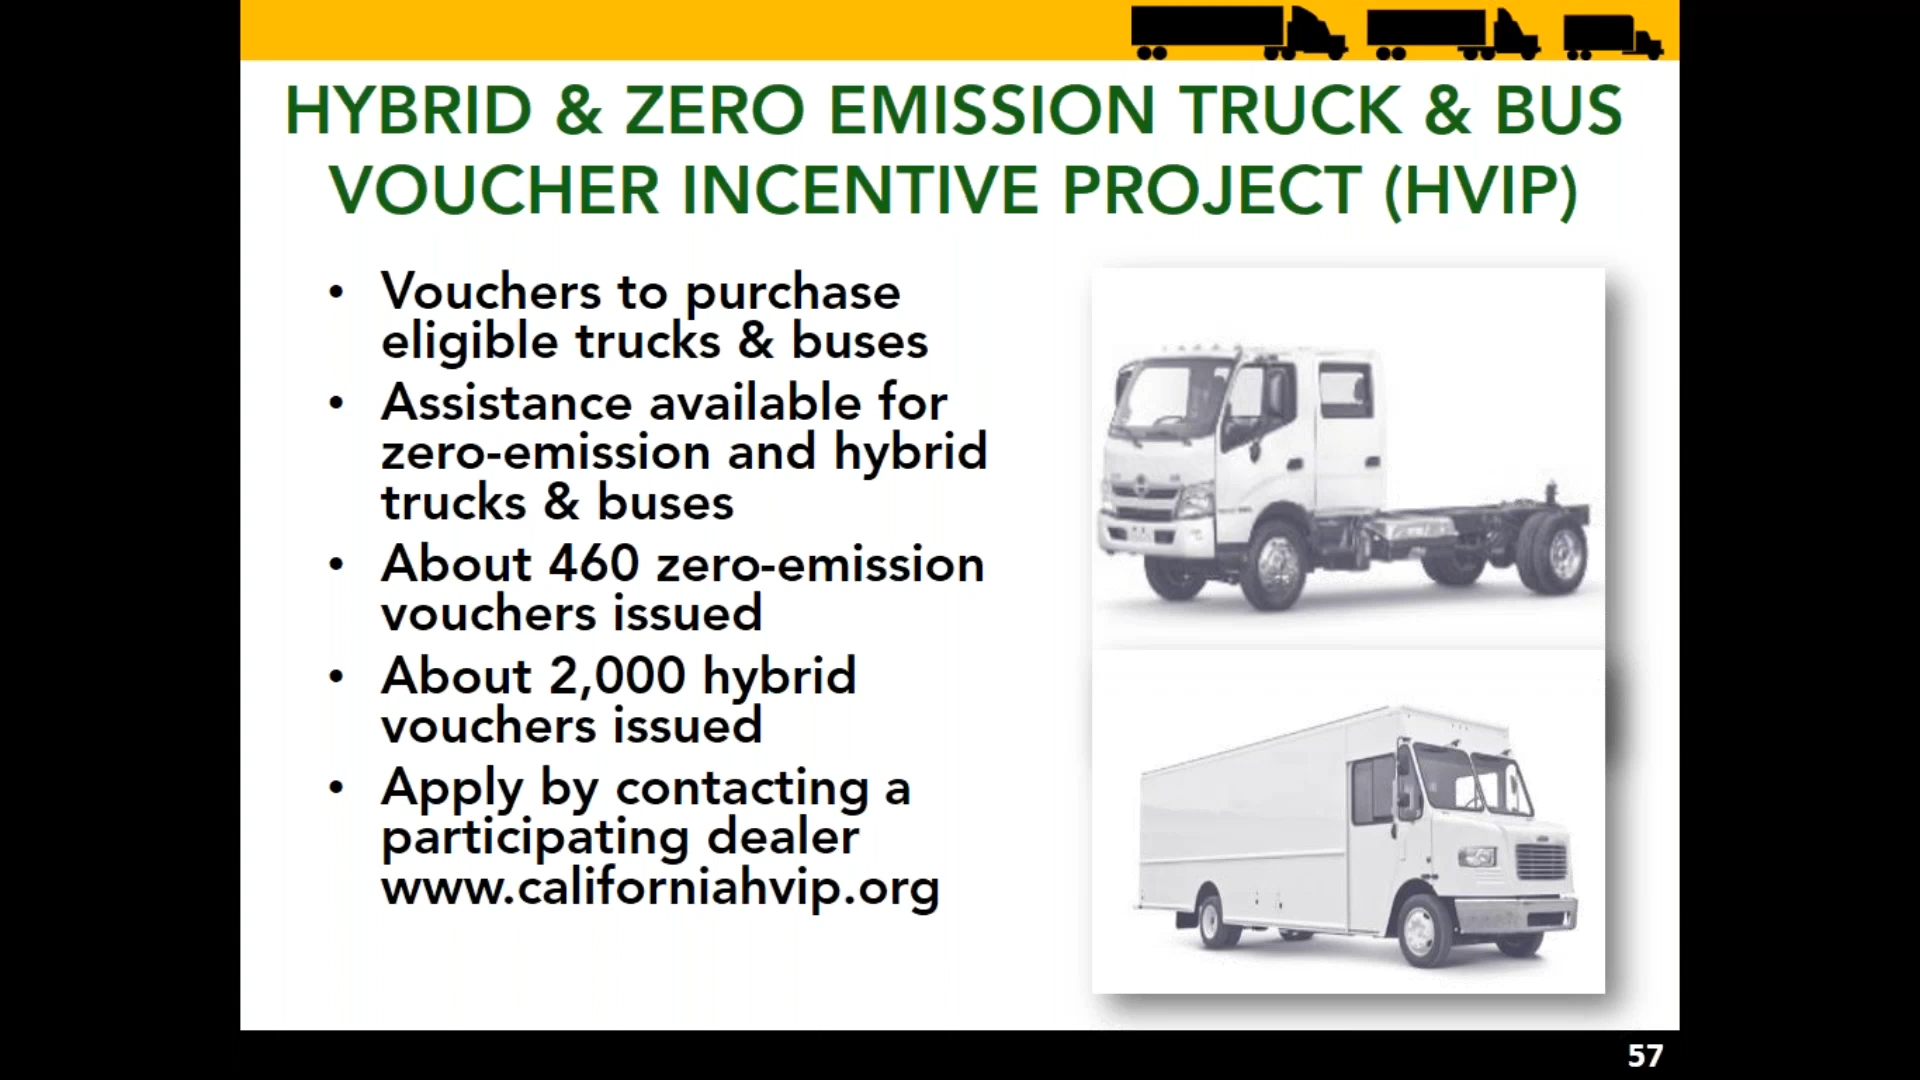 HYBRID & ZERO EMISSION TRUCK & BUS
VOUCHER INCENTIVE PROJECT (HVIP)
• Vouchers to purchase
eligible trucks & buses
• Assistance available for
zero-emission and hybrid
trucks & buses
• About 460 zero-emission
vouchers issued
• About 2,000 hybrid
vouchers issued
• Apply by contacting a
participating dealer
www.californiahvip.org
57